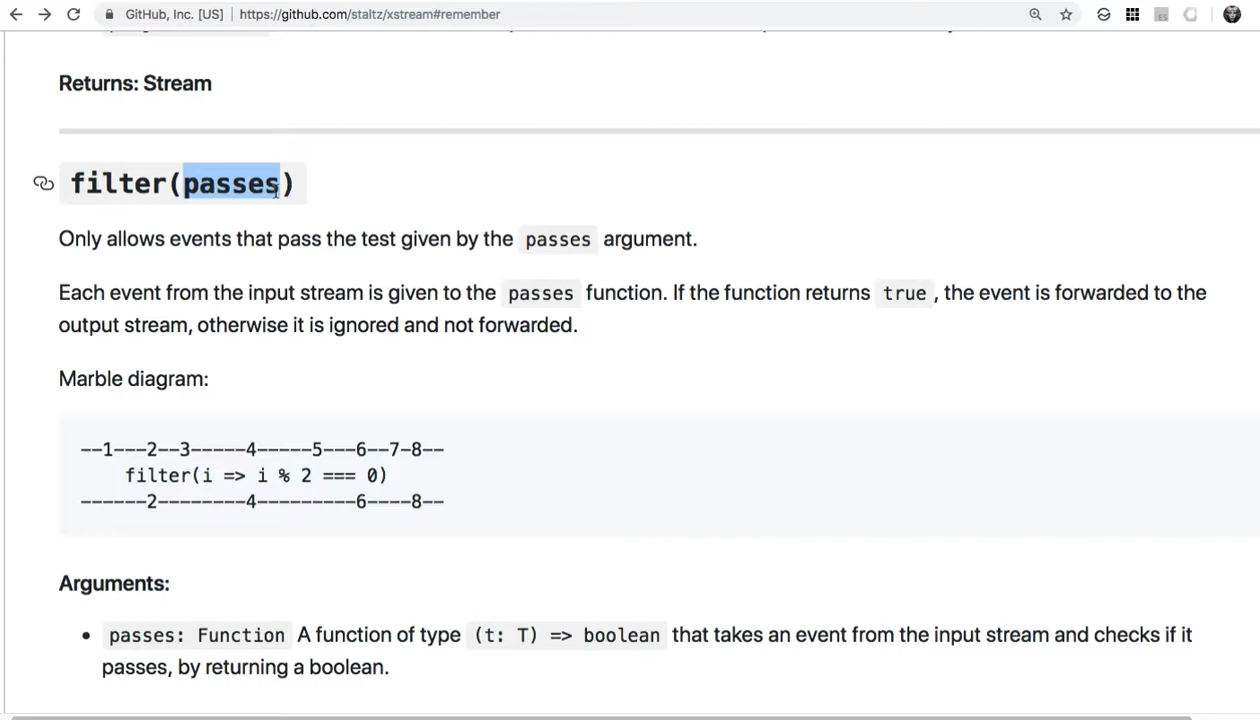 GitHub, Inc. [US] | https://github.com/staltz/xstream#remember
Returns: Stream
filter(passes)
Only allows events that pass the test given by the passes argument.
Each event from the input stream is given to the passes function. If the function returns true, the event is forwarded to the
output stream, otherwise it is ignored and not forwarded.
Marble diagram:
--1---2--3-----4-----5---6--7-8--
filter(i => i % 2 === 0)
------2--------4---------6----8--
Arguments:
• passes: Function A function of type (t: T) => boolean that takes an event from the input stream and checks if it
passes, by returning a boolean.